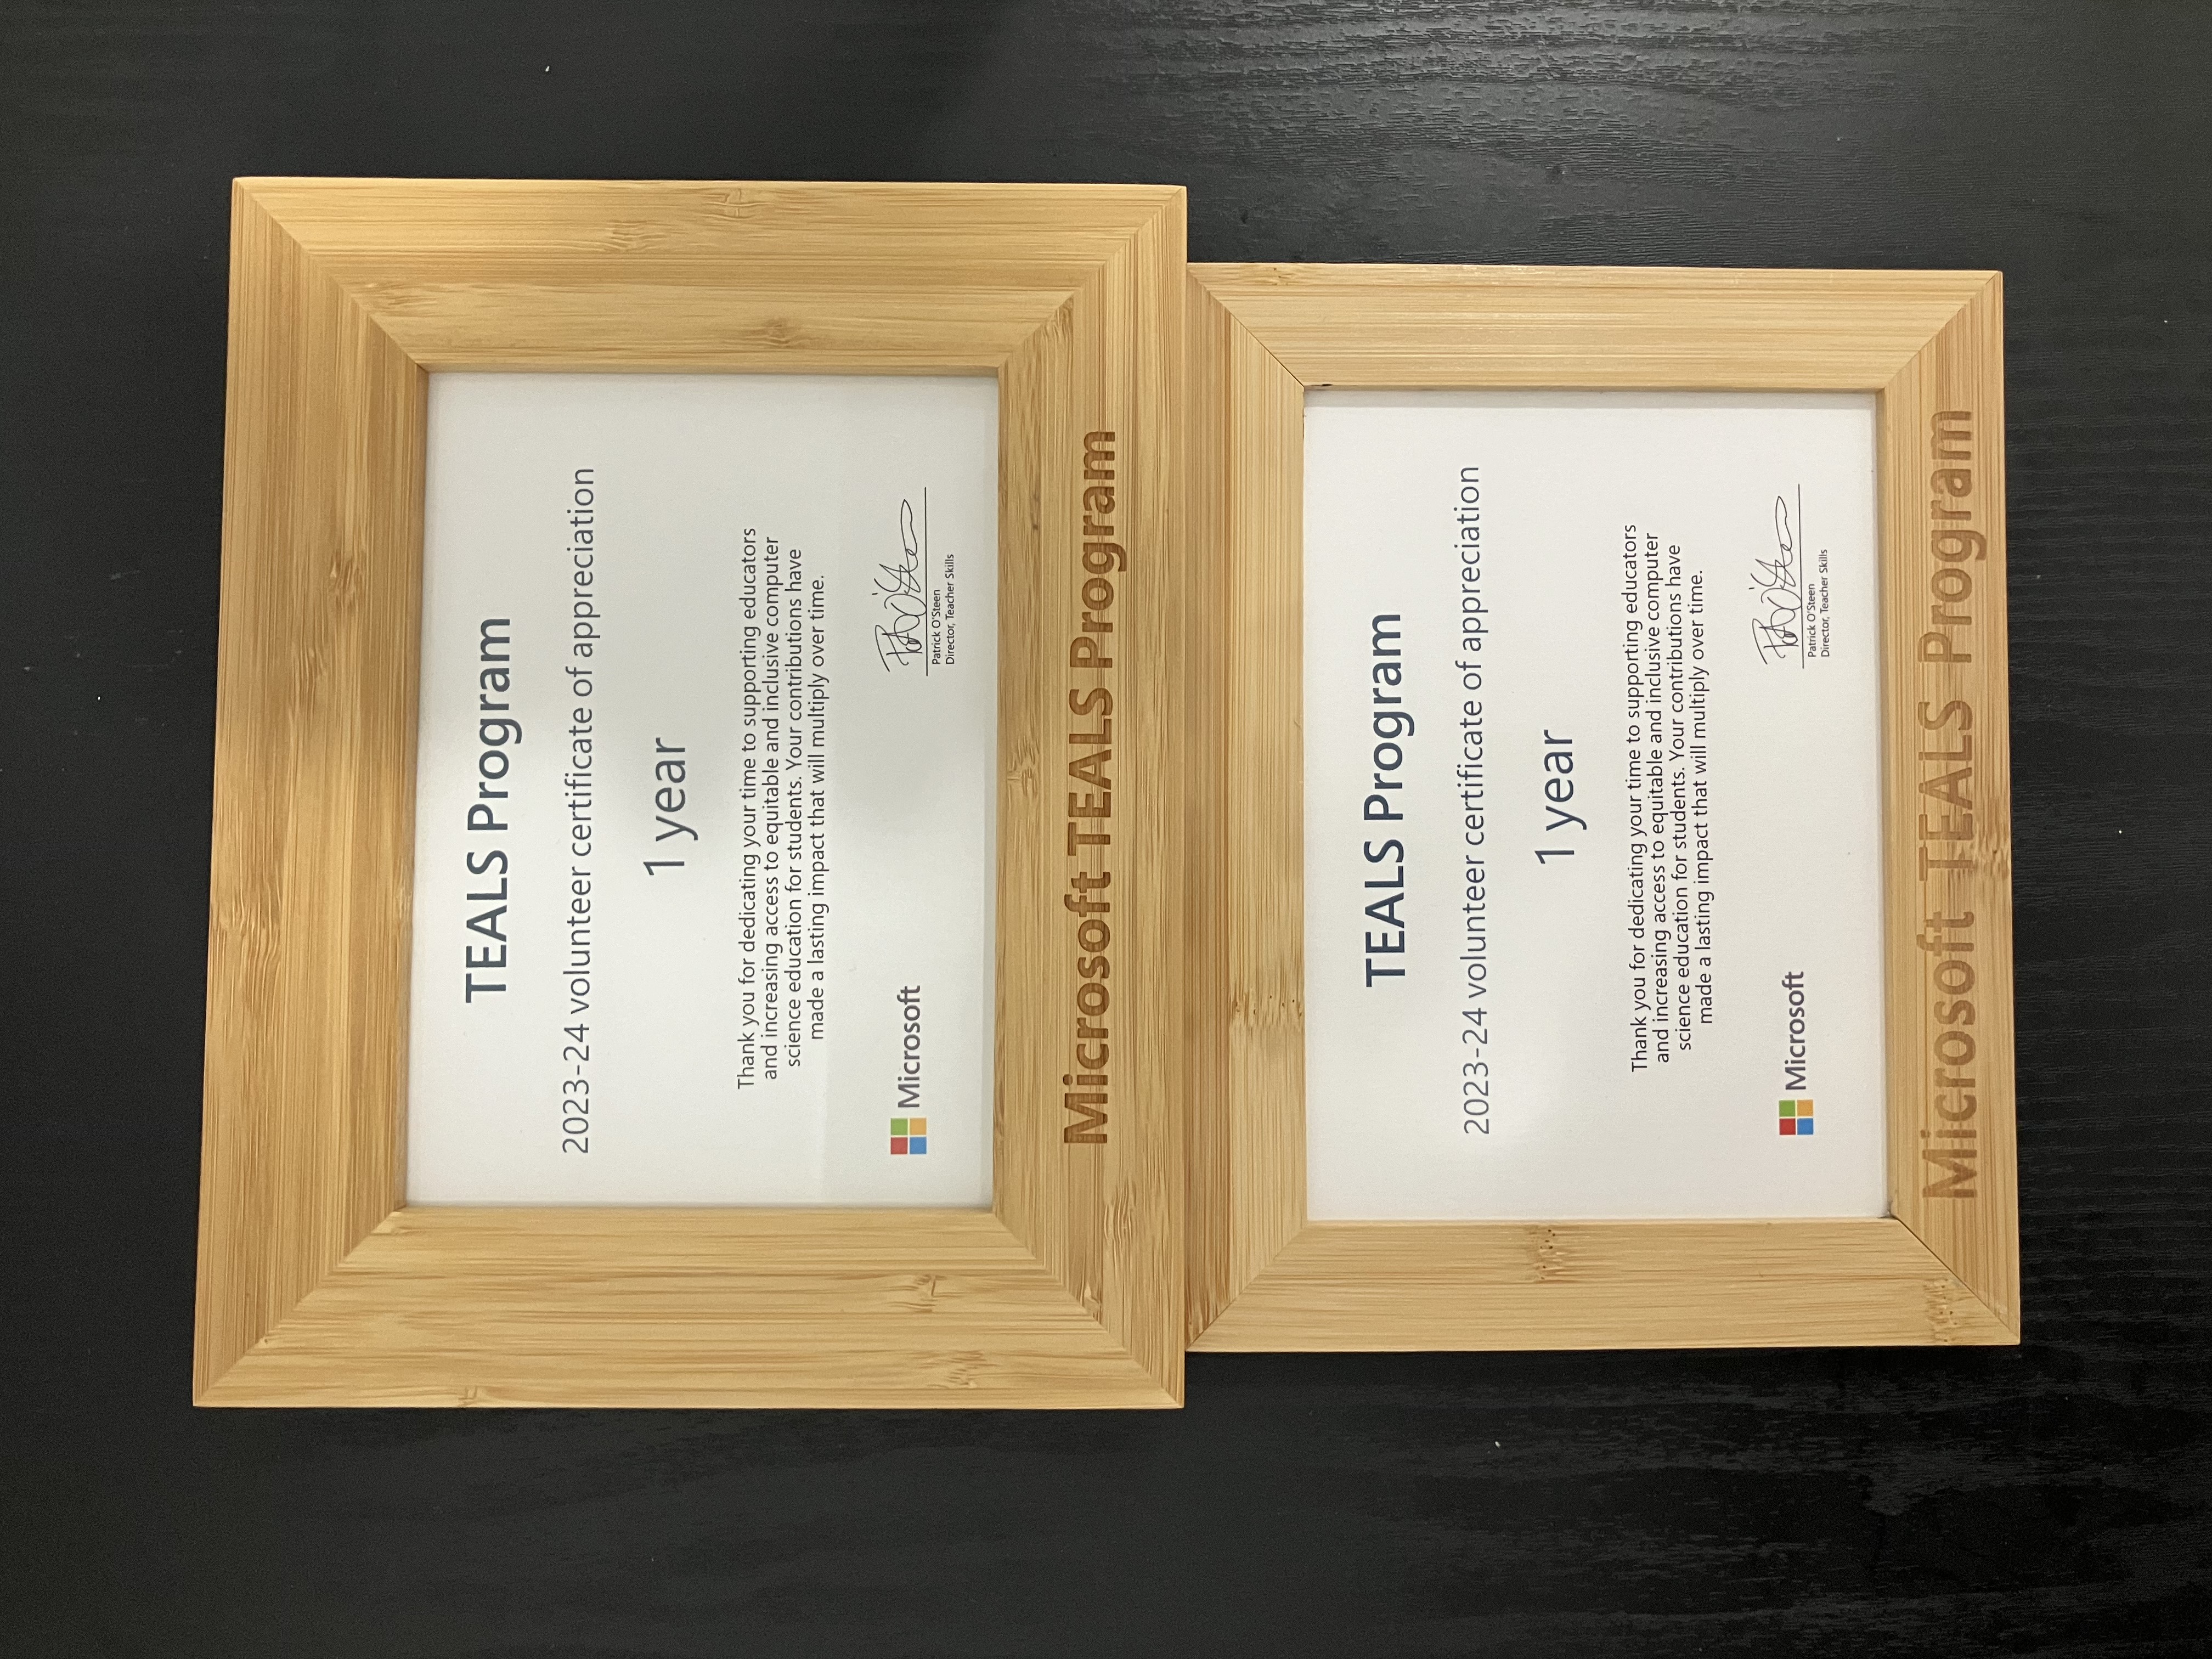 TEALS Program
2023-24 volunteer certificate of appreciation
1 year
Thank you for dedicating your time to supporting educators
and increasing access to equitable and inclusive computer
science education for students. Your contributions have
made a lasting impact that will multiply over time.
Microsoft
Pat O'Steen
Patrick O'Steen
Director, Teacher Skills
Microsoft TEALS Program
TEALS Program
2023-24 volunteer certificate of appreciation
1 year
Thank you for dedicating your time to supporting educators
and increasing access to equitable and inclusive computer
science education for students. Your contributions have
made a lasting impact that will multiply over time.
Microsoft
Pat O'Steen
Patrick O'Steen
Director, Teacher Skills
Microsoft TEALS Program